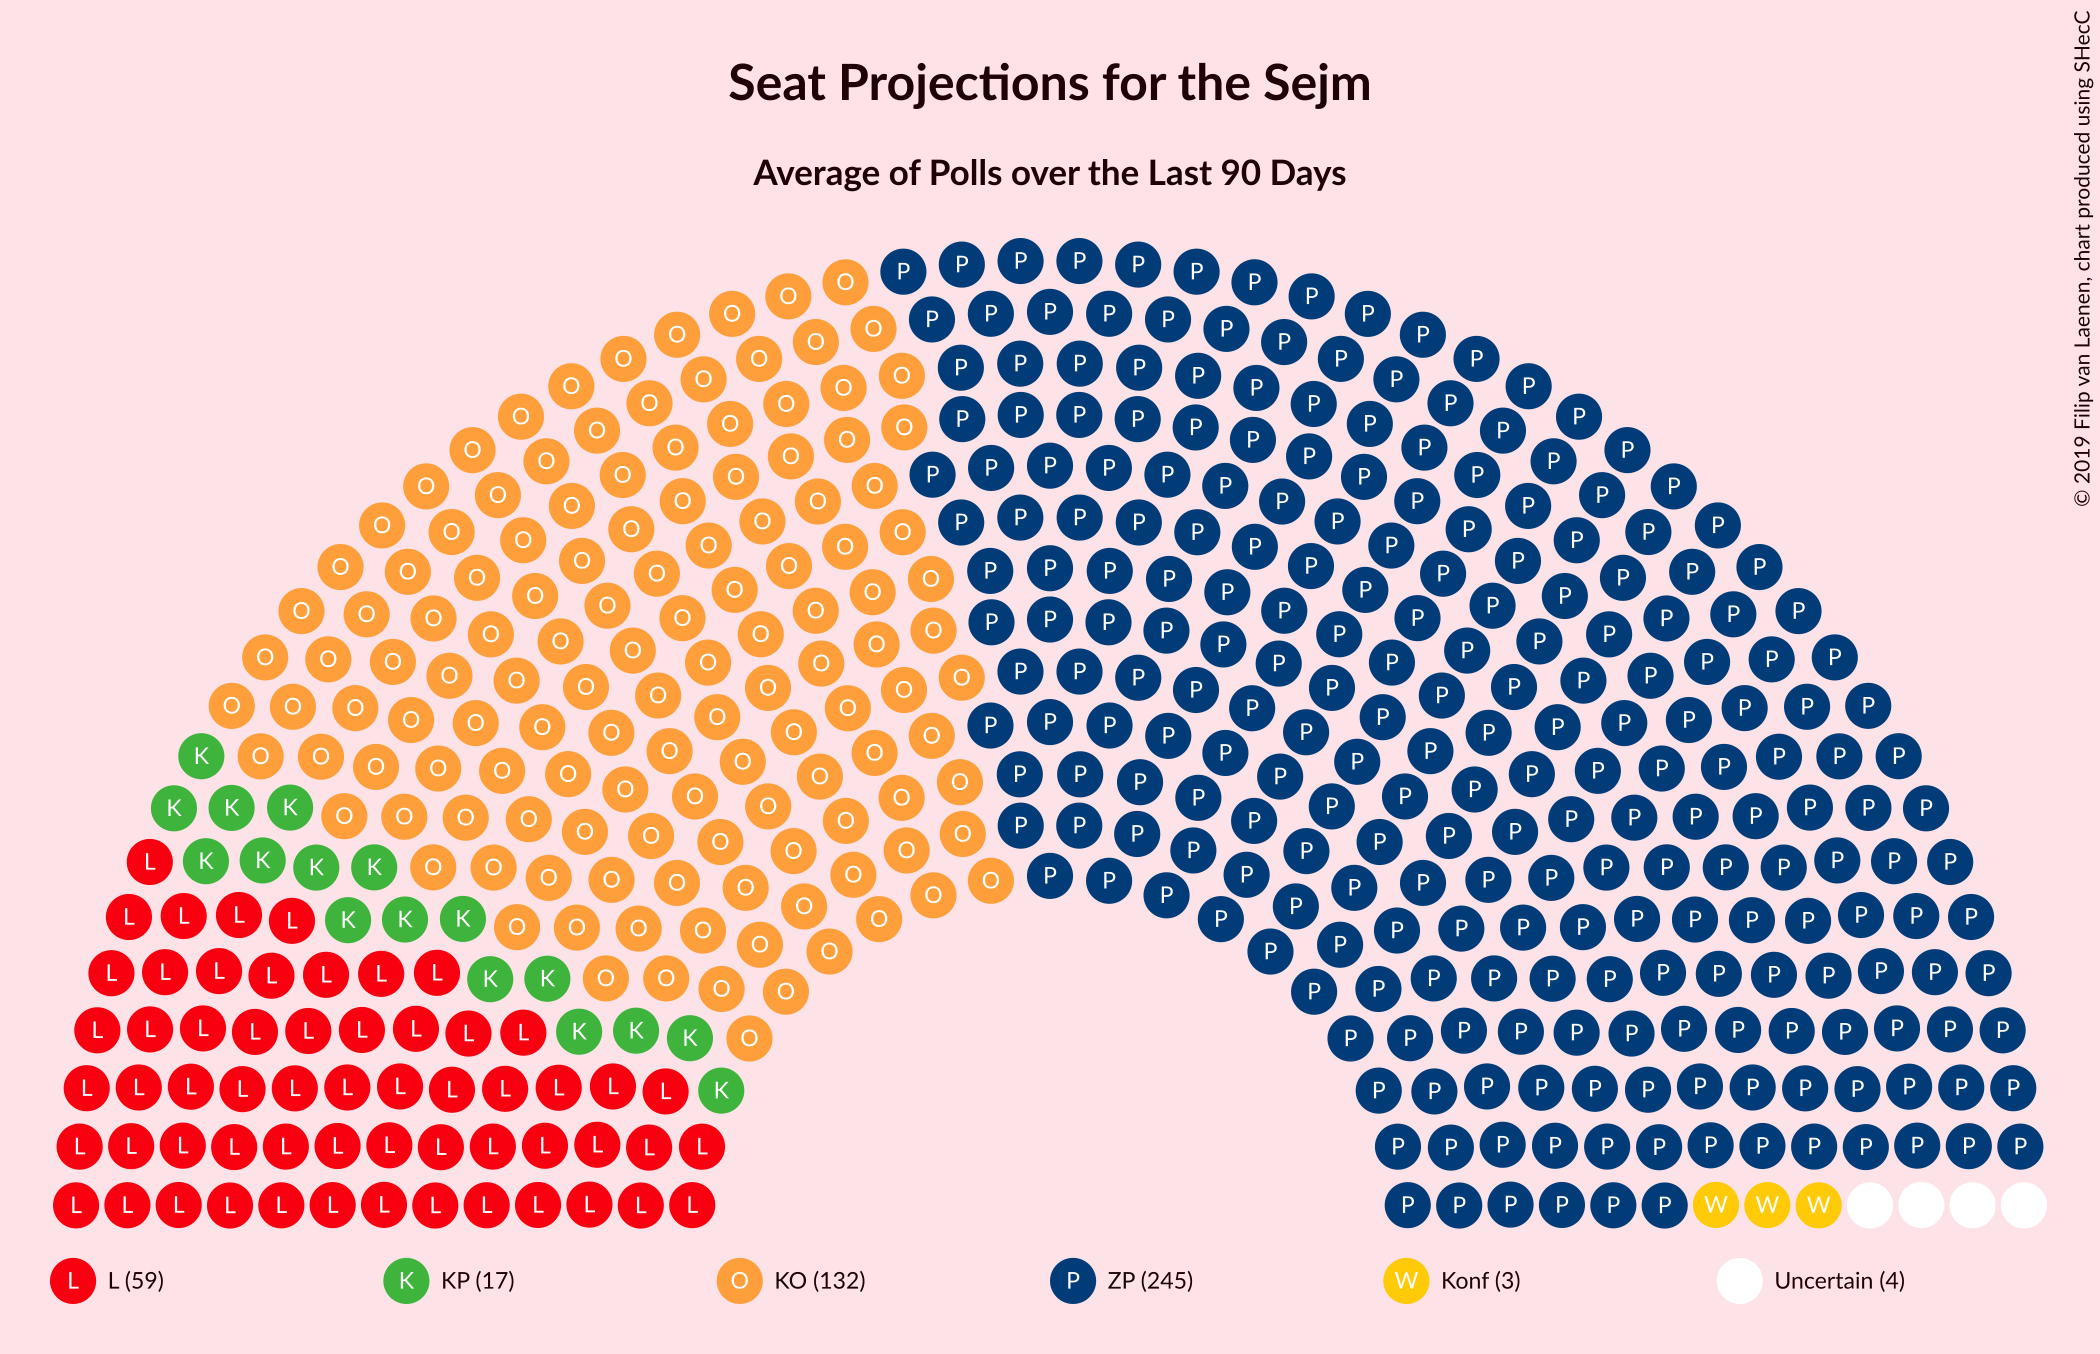 Seat Projections for the Sejm
Average of Polls over the Last 90 Days
© 2019 Filip van Laenen, chart produced using SHecC
L L (59)
K KP (17)
O KO (132)
P ZP (245)
W Konf (3)
Uncertain (4)